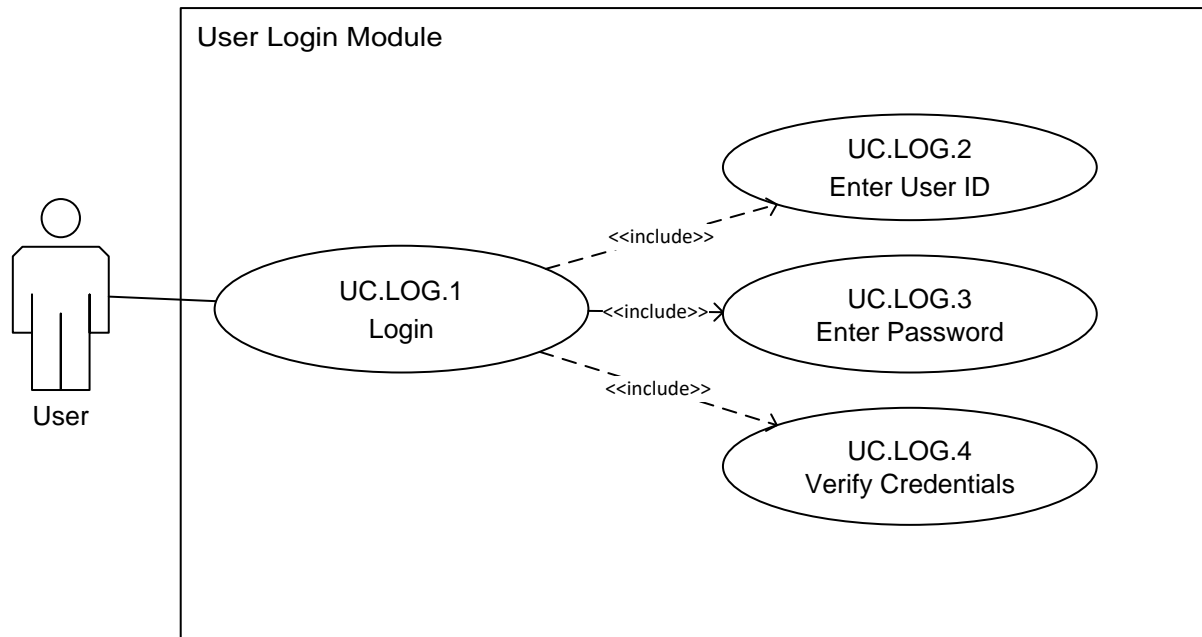 User Login Module
UC.LOG.2
Enter User ID
<<include>>
UC.LOG.1
Login
<<include>>
UC.LOG.3
Enter Password
<<include>>
UC.LOG.4
Verify Credentials
User